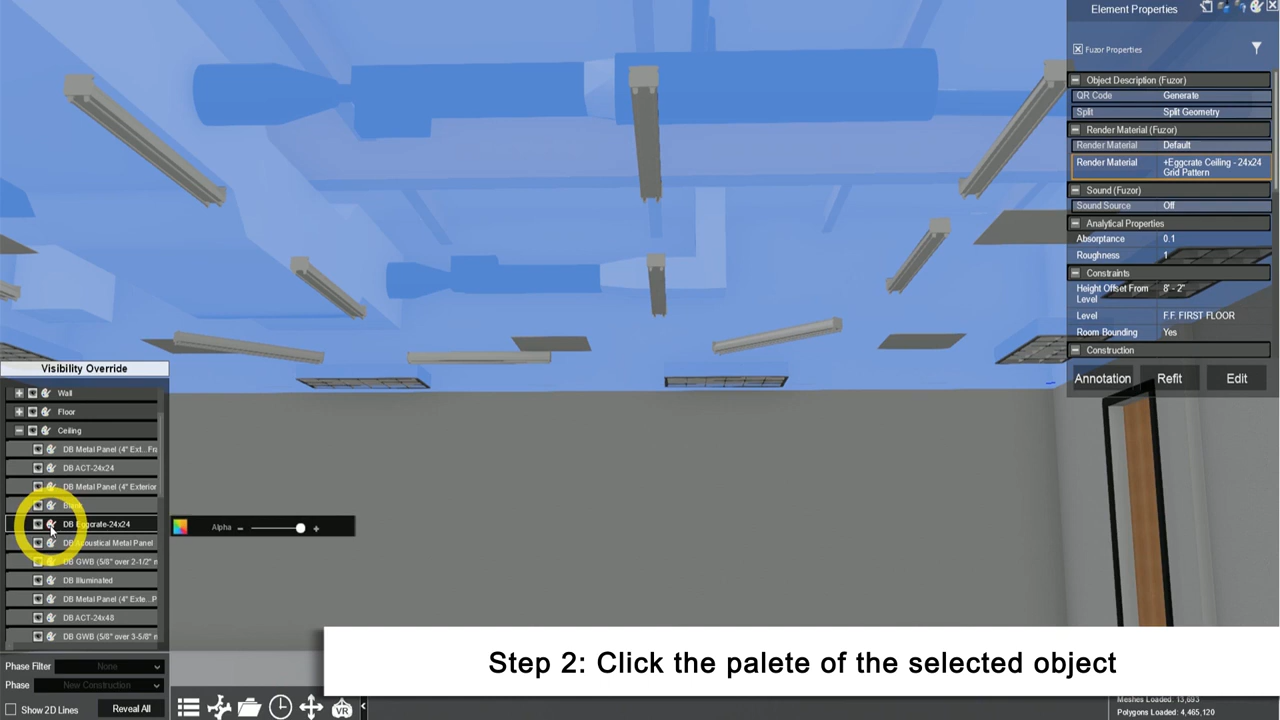 Element Properties
Fuzor Properties
Object Description (Fuzor)
QR Code Generate
Split Split Geometry
Render Material (Fuzor)
Render Material Default
Render Material +Eggcrate Ceiling - 24x24
Grid Pattern
Sound (Fuzor)
Sound Source Off
Analytical Properties
Absorptance 0.1
Roughness 1
Constraints
Height Offset From 8' - 2"
Level
Level F.F. FIRST FLOOR
Room Bounding Yes
Construction
Annotation Refit Edit
Visibility Override
Wall
Floor
Ceiling
DB Metal Panel (4" Ext...Fra
DB ACT-24x24
DB Metal Panel (4" Exterior
DB Eggcrate-24x24
Alpha
DB Acoustical Metal Panel
DB GWB (5/8" over 2-1/2" m
DB Illuminated
DB Metal Panel (4" Exte...P
DB ACT-24x48
DB GWB (5/8" over 3-5/8" m
Phase Filter None
Phase New Construction
Show 2D Lines Reveal All
VR
Step 2: Click the palete of the selected object
Meshes Loaded: 13,693
Polygons Loaded: 4,465,120